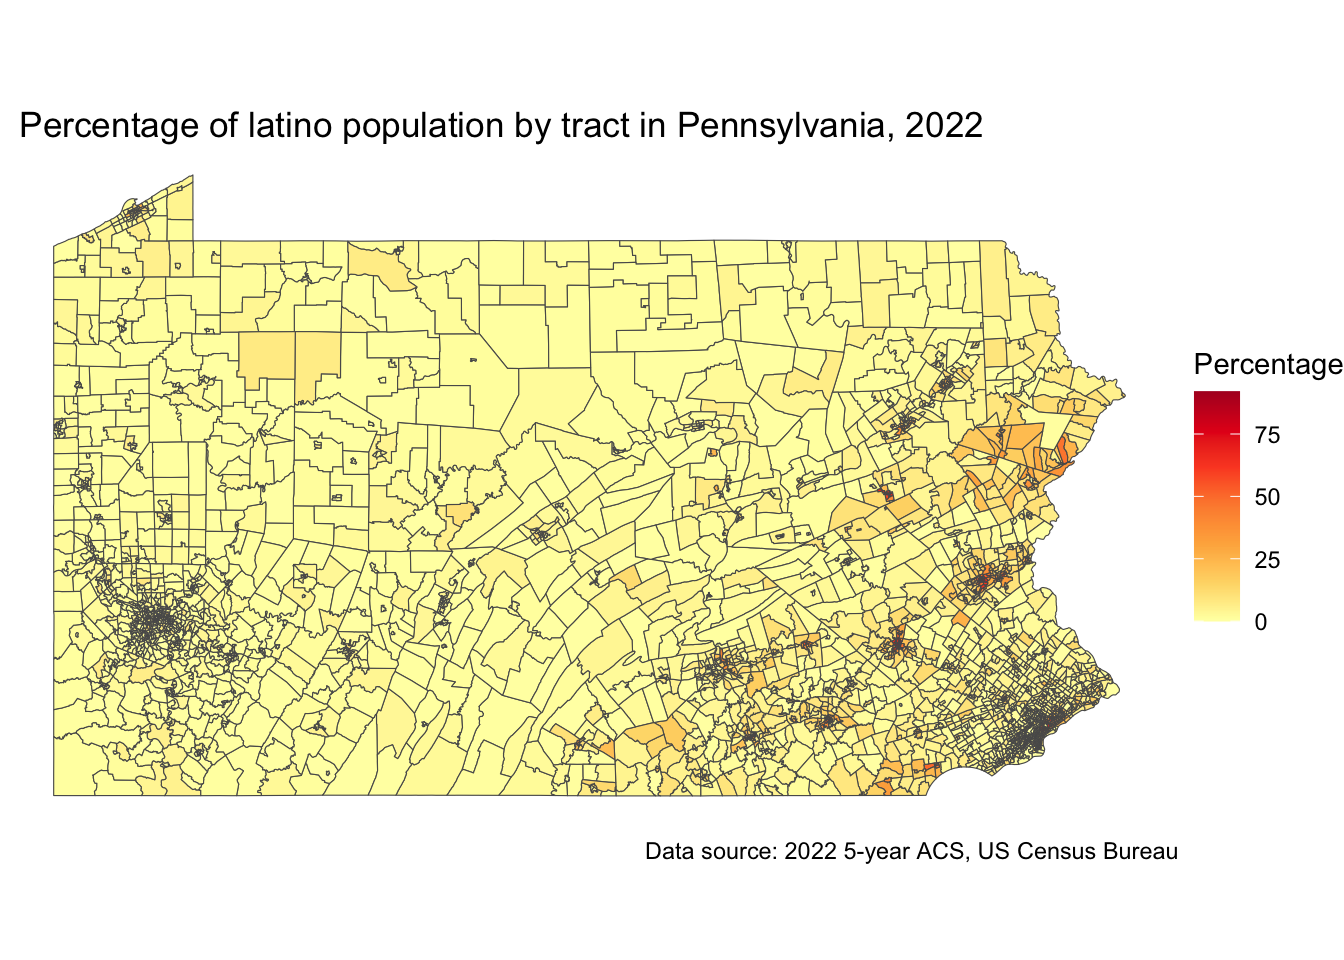 Percentage of latino population by tract in Pennsylvania, 2022
Percentage
75
50
25
0
Data source: 2022 5-year ACS, US Census Bureau